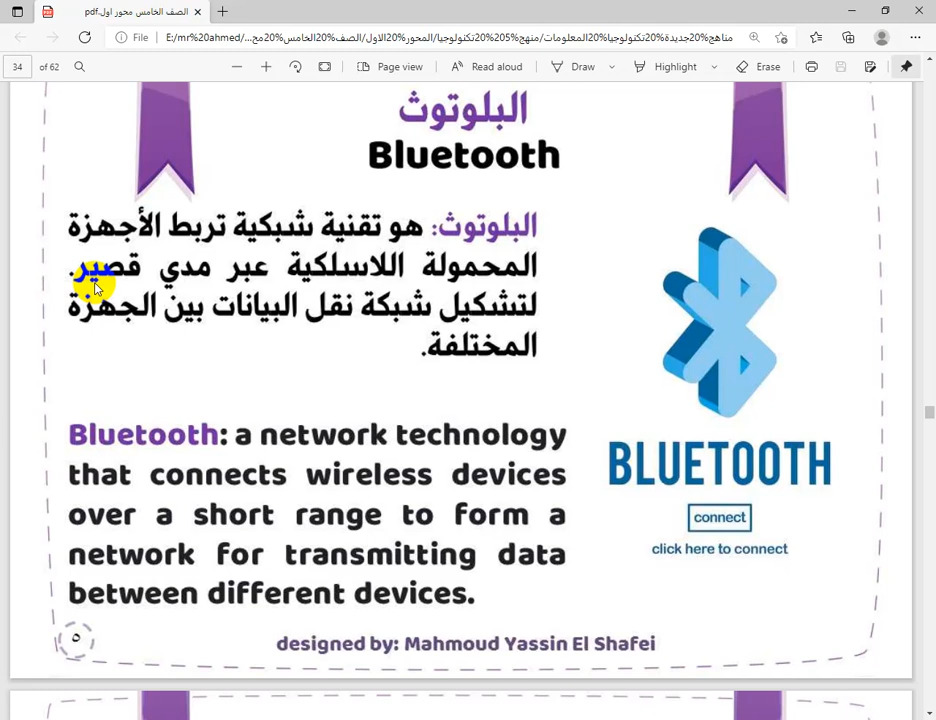 الصف الخامس محور اول.pdf
File
E:/mr%20ahmed/مناهج%20جديدة%20تكنولوجيا%20المعلومات/منهج%205%20تكنولوجيا/المحور%20الاول/الصف%20الخامس%20مح...
34 of 62
Page view
Read aloud
Draw
Highlight
Erase
البلوتوث
Bluetooth
البلوتوث: هو تقنية شبكية تربط الأجهزة
المحمولة اللاسلكية عبر مدي قصير.
لتشكيل شبكة نقل البيانات بين الجهزة
المختلفة.
Bluetooth: a network technology
that connects wireless devices
over a short range to form a
network for transmitting data
between different devices.
BLUETOOTH
connect
click here to connect
٥
designed by: Mahmoud Yassin El Shafei